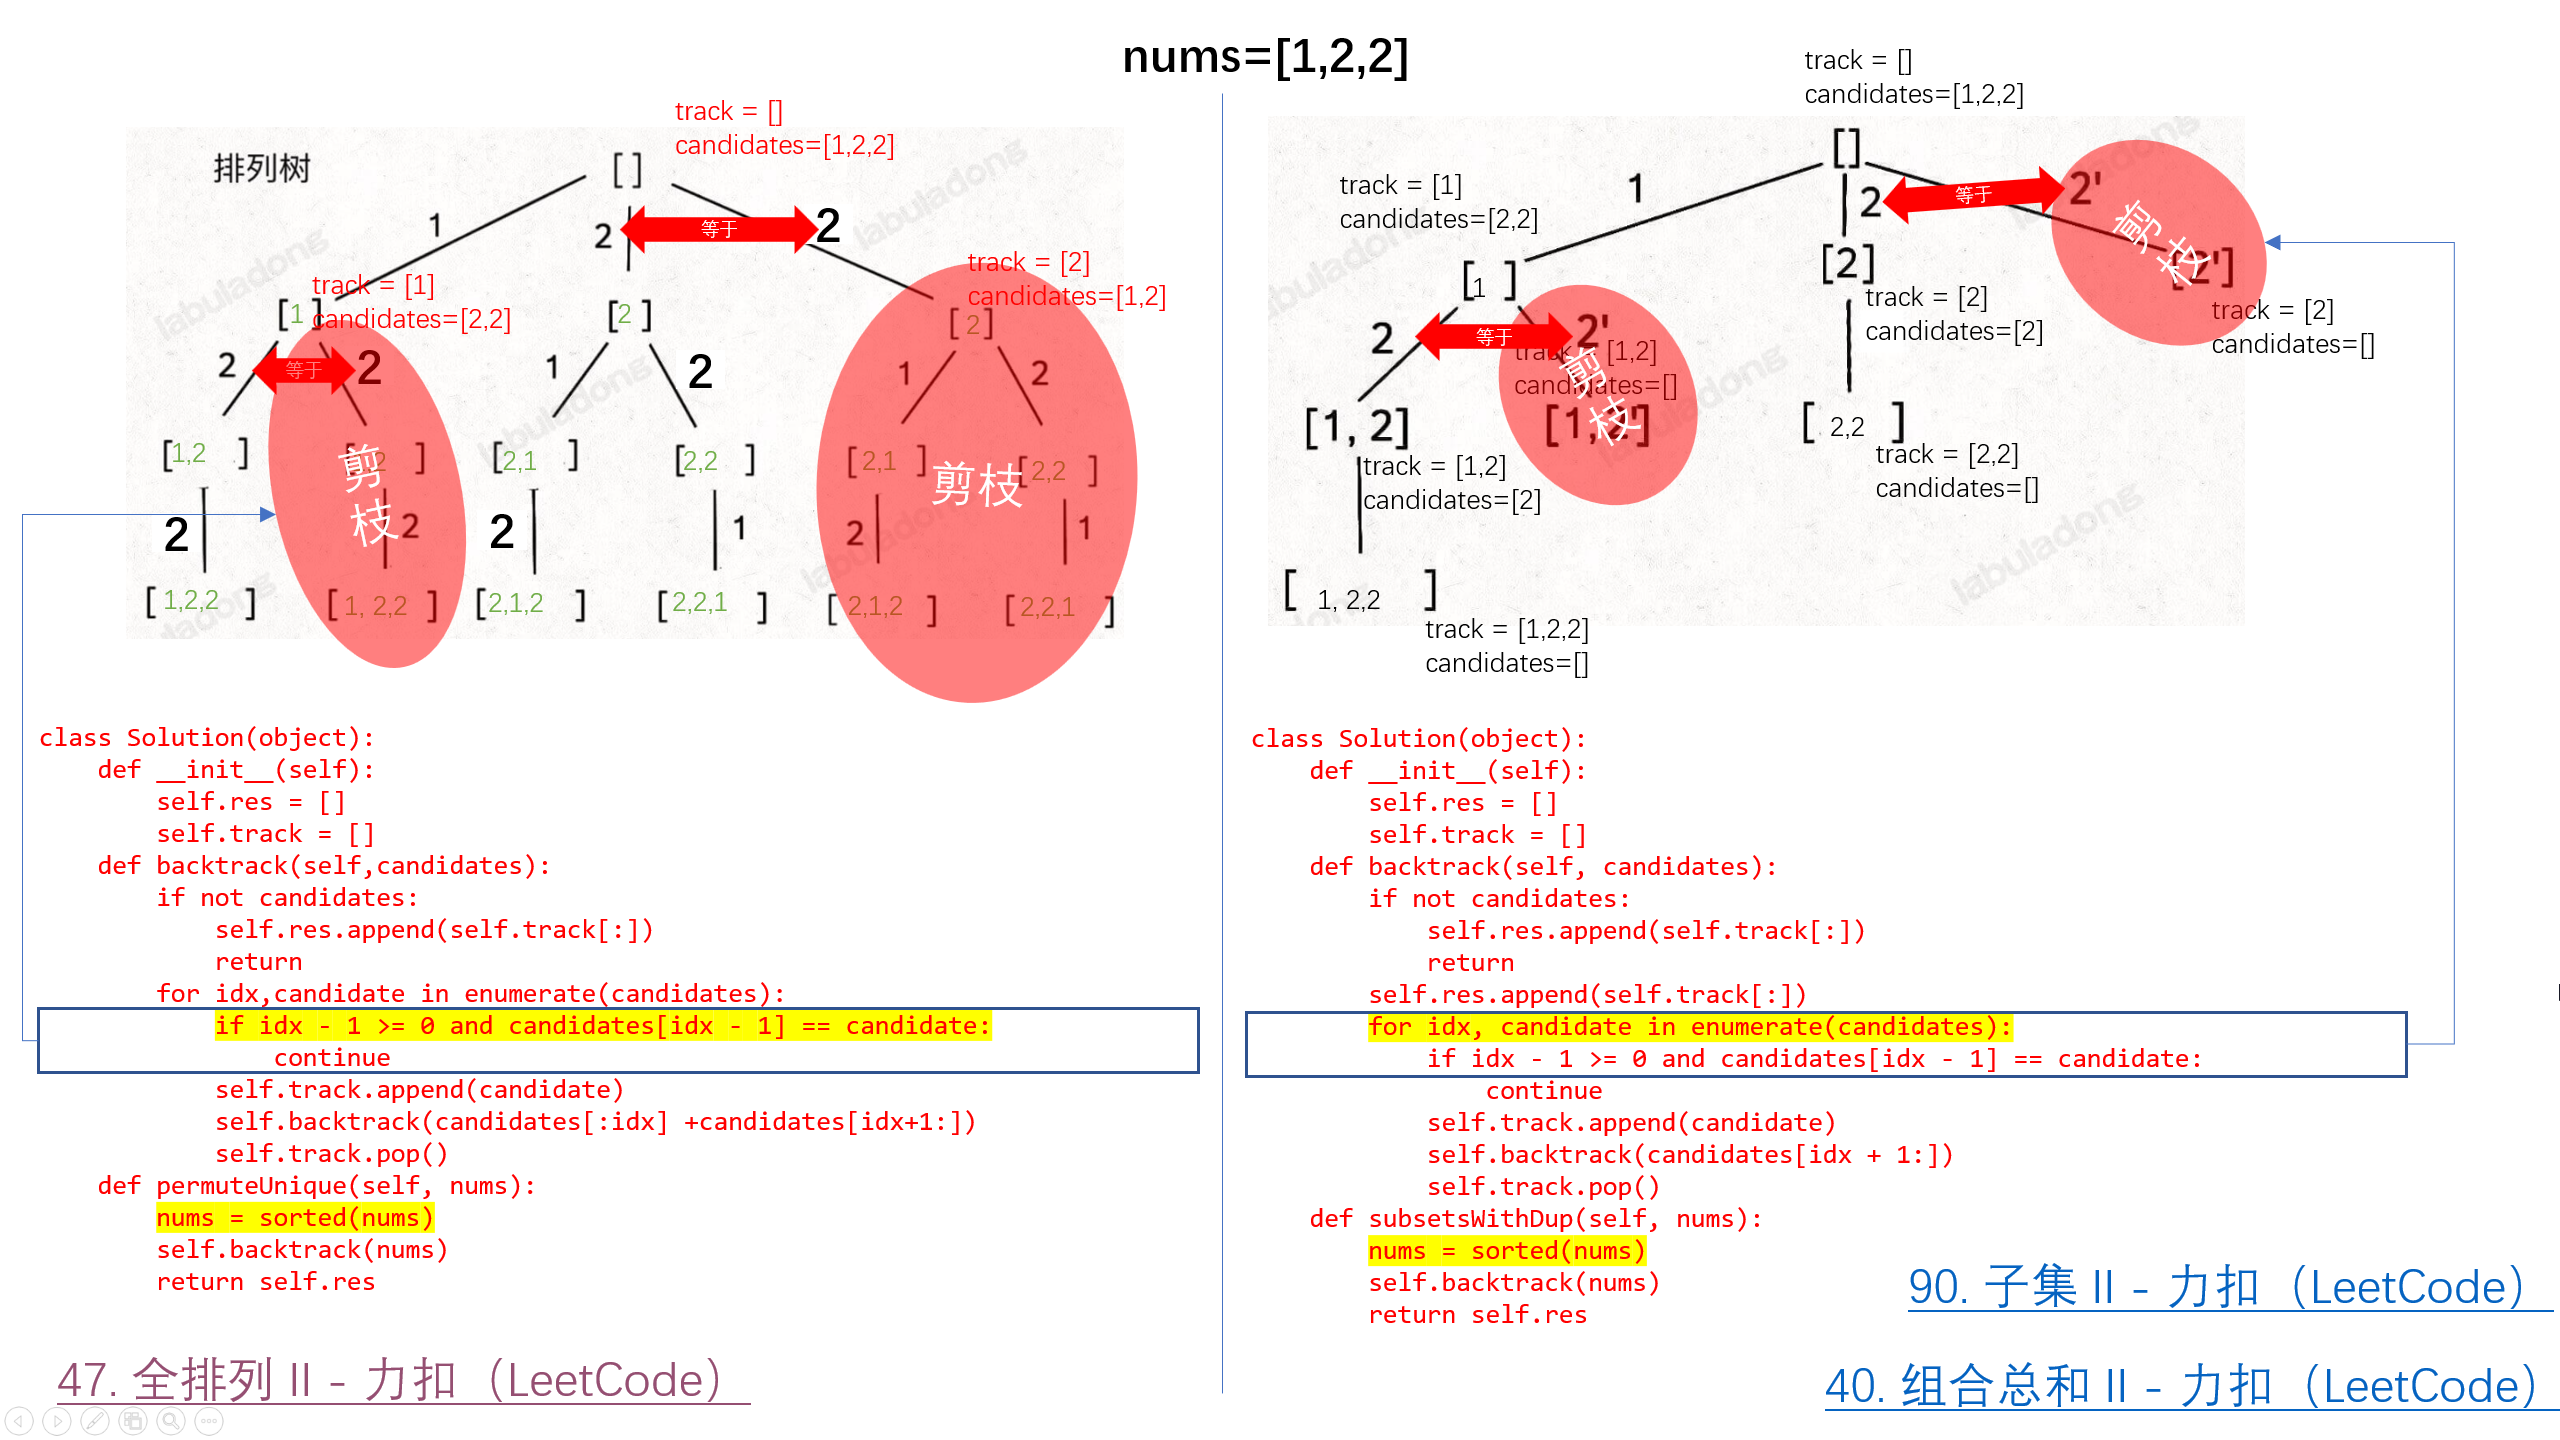 nums=[1,2,2]
track = []
candidates=[1,2,2]
排列树
[ ]
1
2
等于
2
track = [1]
candidates=[2,2]
track = [2]
candidates=[1,2]
[1 ]
[2 ]
[ 2 ]
2
等于
2
1
2
1
2
[1,2 ]
[1,2 ]
[2,1 ]
[2,2 ]
[2,1 ]
[2,2 ]
剪枝
剪枝
2
2
2
1
2
1
[1,2,2 ]
[1, 2,2 ]
[2,1,2 ]
[2,2,1 ]
[2,1,2 ]
[2,2,1 ]
labuladong
labuladong
labuladong
class Solution(object):
    def __init__(self):
        self.res = []
        self.track = []
    def backtrack(self,candidates):
        if not candidates:
            self.res.append(self.track[:])
            return
        for idx,candidate in enumerate(candidates):
            if idx - 1 >= 0 and candidates[idx - 1] == candidate:
                continue
            self.track.append(candidate)
            self.backtrack(candidates[:idx] +candidates[idx+1:])
            self.track.pop()
    def permuteUnique(self, nums):
        nums = sorted(nums)
        self.backtrack(nums)
        return self.res
47. 全排列 II - 力扣（LeetCode）
track = []
candidates=[1,2,2]
[]
1
2
等于
2'
剪枝
track = [1]
candidates=[2,2]
[1 ]
[2]
[2']
track = [2]
candidates=[2]
track = [2]
candidates=[]
2
等于
2'
track = [1,2]
candidates=[]
剪枝
[1, 2]
[1, 2']
[ 2,2 ]
track = [1,2]
candidates=[2]
track = [2,2]
candidates=[]
[ 1, 2,2 ]
track = [1,2,2]
candidates=[]
labuladong
labuladong
class Solution(object):
    def __init__(self):
        self.res = []
        self.track = []
    def backtrack(self, candidates):
        if not candidates:
            self.res.append(self.track[:])
            return
        self.res.append(self.track[:])
        for idx, candidate in enumerate(candidates):
            if idx - 1 >= 0 and candidates[idx - 1] == candidate:
                continue
            self.track.append(candidate)
            self.backtrack(candidates[idx + 1:])
            self.track.pop()
    def subsetsWithDup(self, nums):
        nums = sorted(nums)
        self.backtrack(nums)
        return self.res
90. 子集 II - 力扣（LeetCode）
40. 组合总和 II - 力扣（LeetCode）